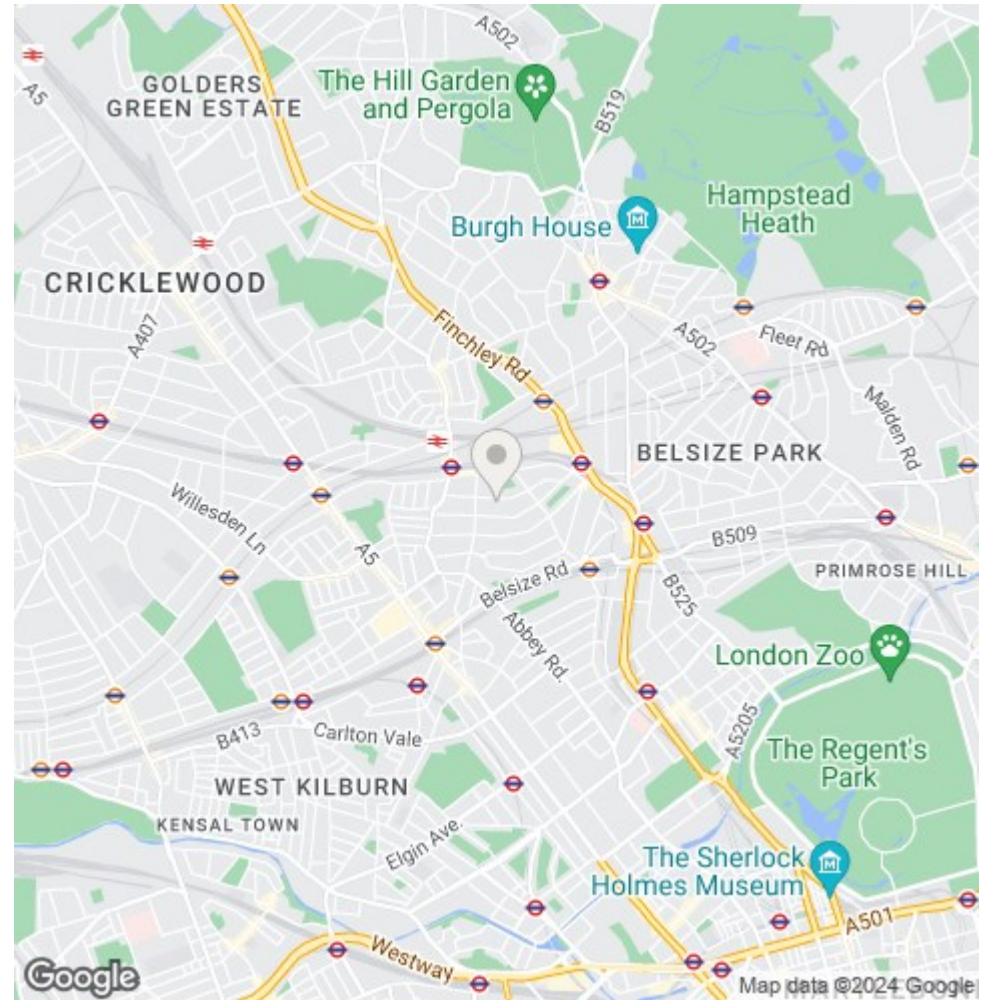 A502
GOLDERS
GREEN ESTATE
The Hill Garden
and Pergola
A5
B519
Hampstead
Heath
Burgh House
M
CRICKLEWOOD
A407
Finchley Rd
A502
Fleet Rd
Malden Rd
BELSIZE PARK
Willesden Ln
A5
B509
Belsize Rd
B525
PRIMROSE HILL
Abbey Rd.
London Zoo
A5205
B413
Carlton Vale
The Regent's
Park
WEST KILBURN
KENSAL TOWN
Elgin Ave.
The Sherlock
Holmes Museum
M
A501
Westway
Google
Map data ©2024 Google